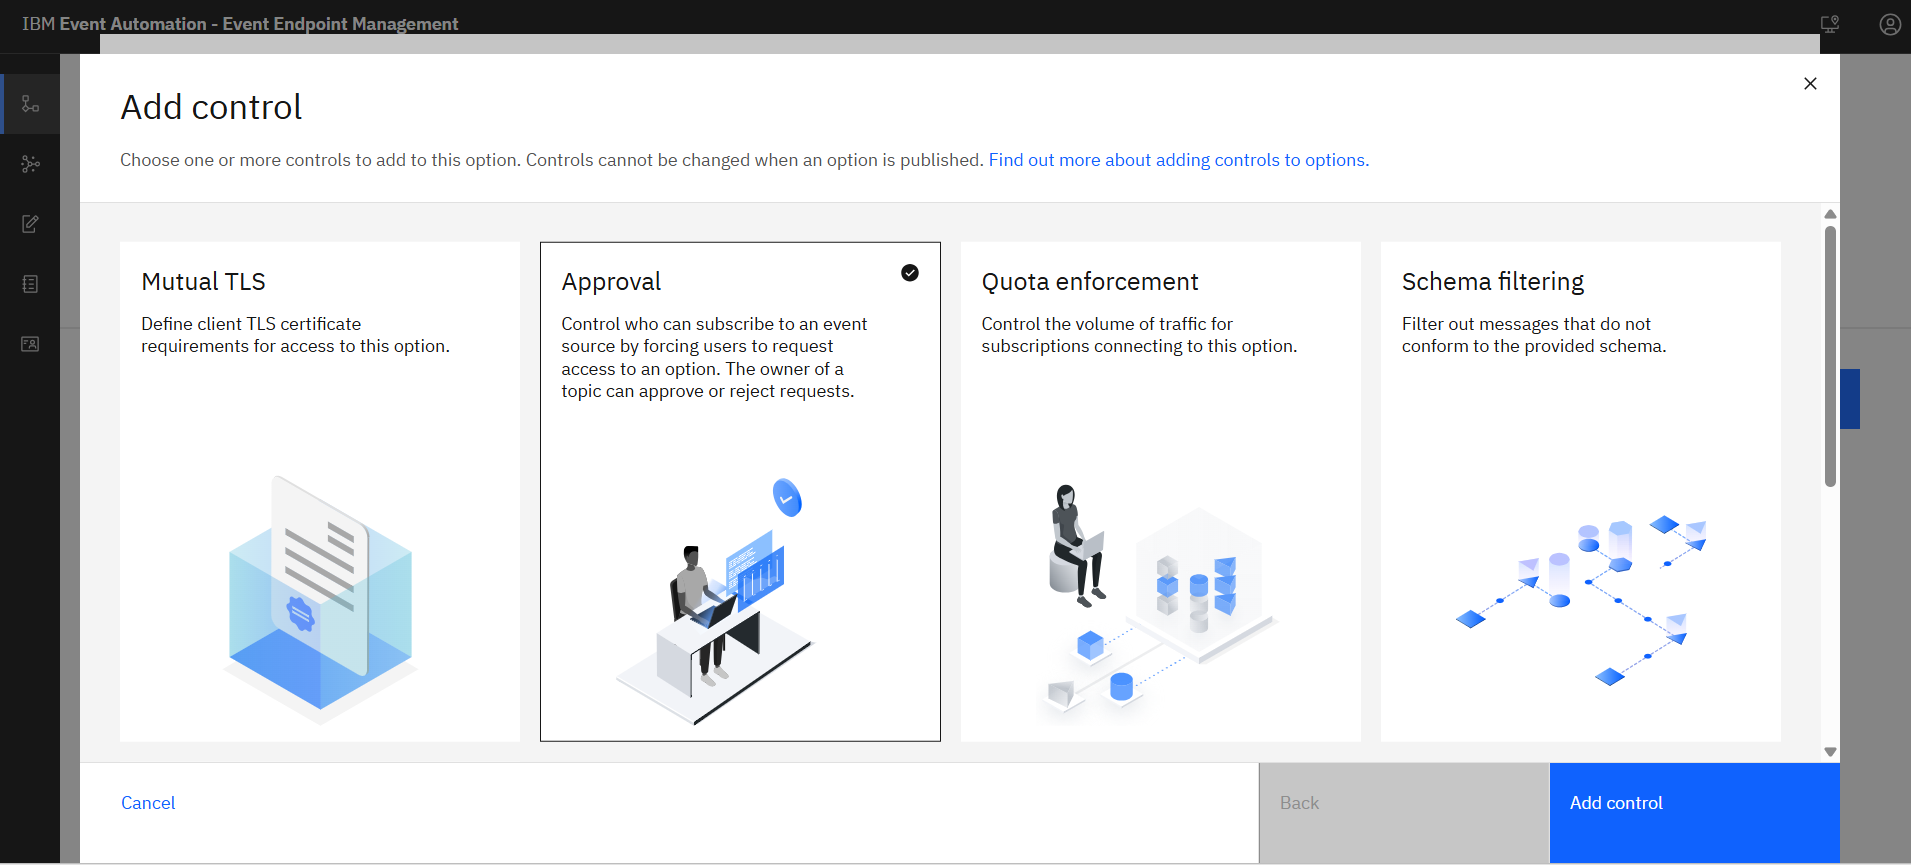 IBM Event Automation - Event Endpoint Management
Add control
Choose one or more controls to add to this option. Controls cannot be changed when an option is published. Find out more about adding controls to options.
Mutual TLS
Define client TLS certificate
requirements for access to this option.
Approval
Control who can subscribe to an event
source by forcing users to request
access to an option. The owner of a
topic can approve or reject requests.
Quota enforcement
Control the volume of traffic for
subscriptions connecting to this option.
Schema filtering
Filter out messages that do not
conform to the provided schema.
Cancel
Back
Add control